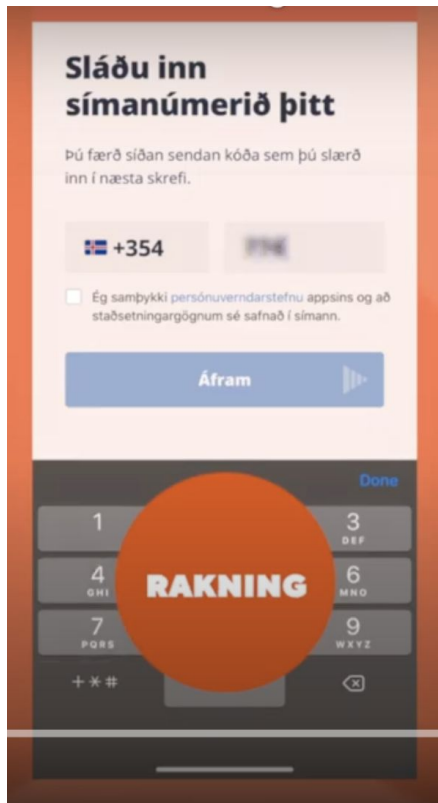 Sláðu inn
símanúmerið þitt
Þú færð síðan sendan kóða sem þú slærð
inn í næsta skrefi.
+354
Ég samþykki persónuverndarstefnu appsins og að
staðsetningargögnum sé safnað í símann.
Áfram
Done
1
3
DEF
4
GHI
RAKNING
6
MNO
7
PQRS
9
WXYZ
+*#